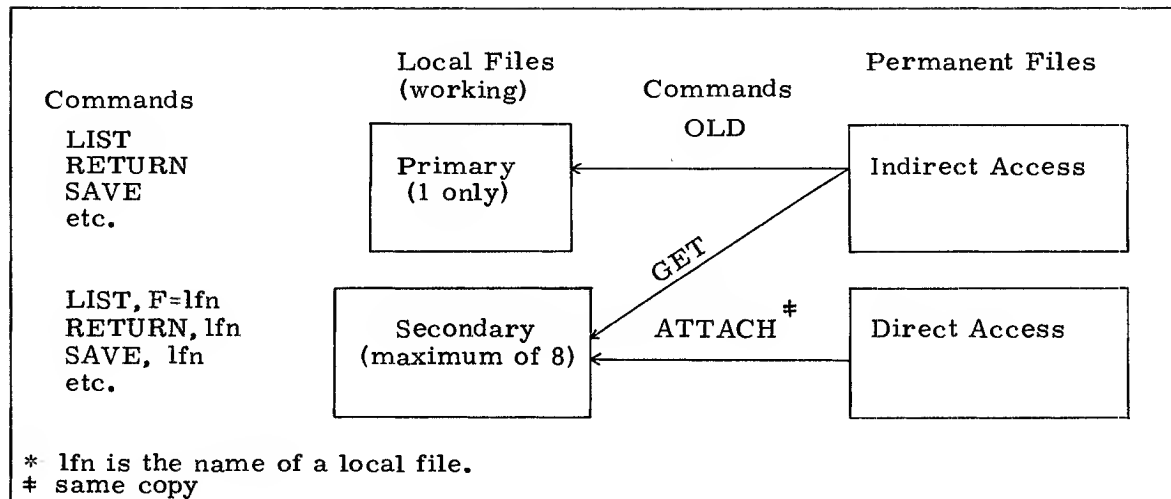 Local Files
(working)
Permanent Files
Commands
Commands
OLD
LIST
RETURN
SAVE
etc.
Primary
(1 only)
Indirect Access
GET
LIST, F=lfn
RETURN, lfn
SAVE, lfn
etc.
Secondary
(maximum of 8)
ATTACH ‡
Direct Access
* lfn is the name of a local file.
‡ same copy